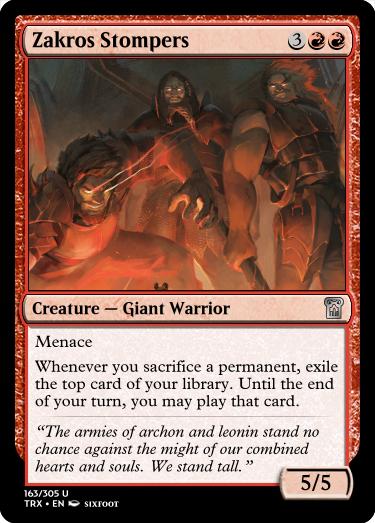 Zakros Stompers 3
Creature — Giant Warrior
Menace
Whenever you sacrifice a permanent, exile
the top card of your library. Until the end
of your turn, you may play that card.
“The armies of archon and leonin stand no
chance against the might of our combined
hearts and souls. We stand tall.”
5/5
163/305 U
TRX • EN SIXFOOT